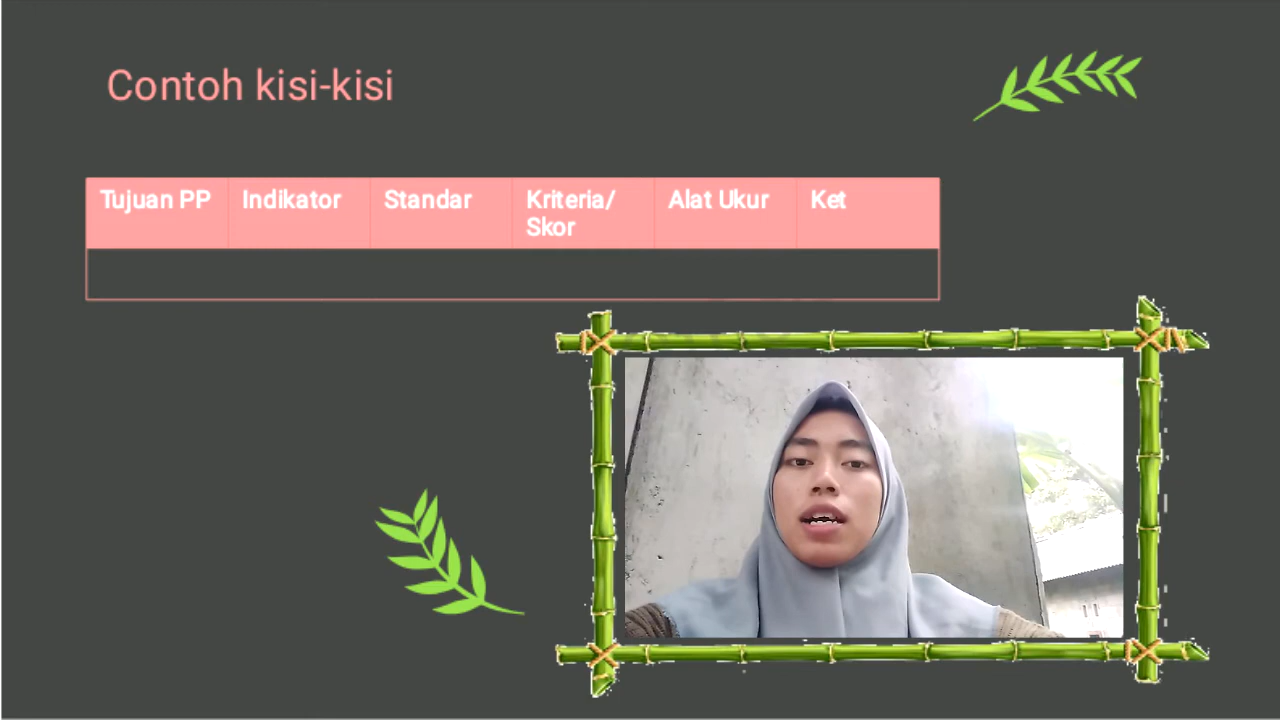 Contoh kisi-kisi
Tujuan PP Indikator Standar Kriteria/ Alat Ukur Ket
Skor